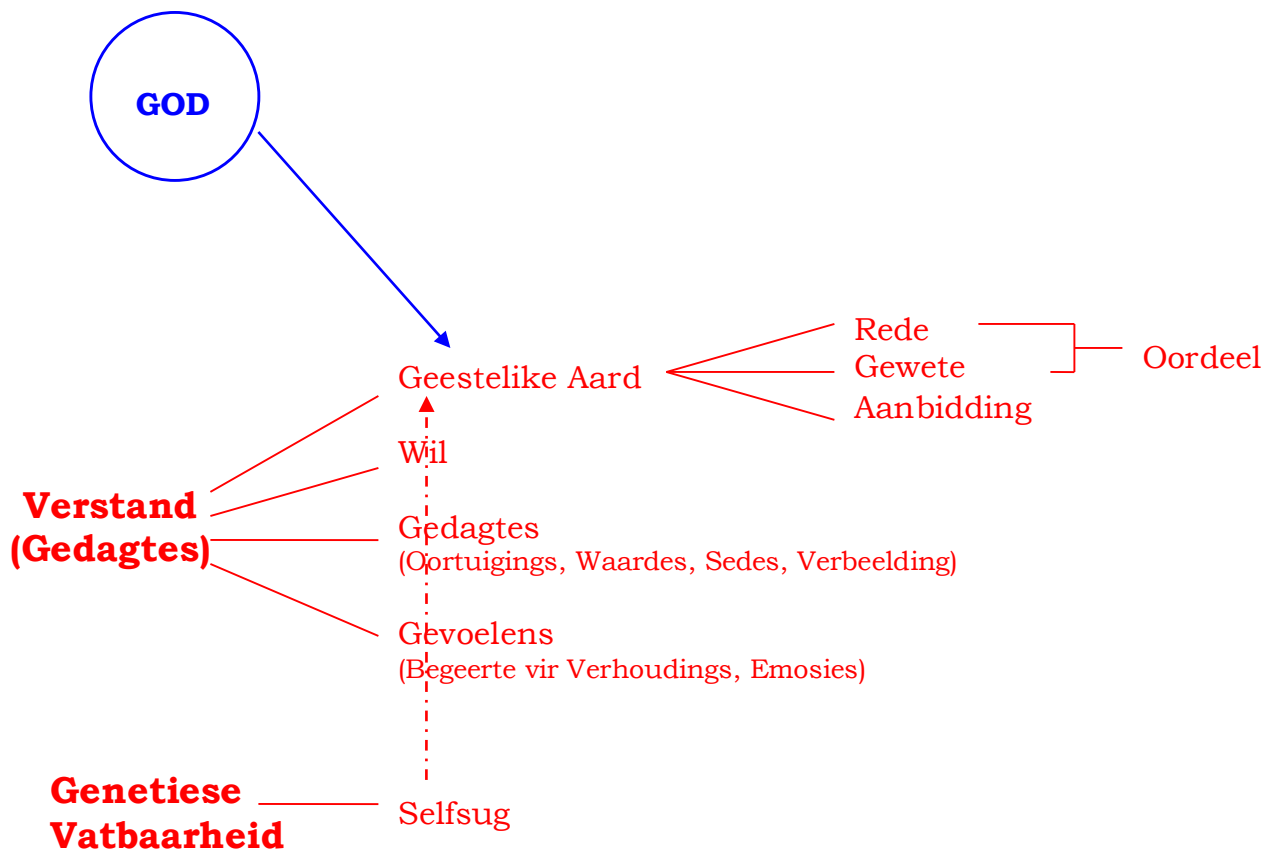 GOD
Geestelike Aard
Rede
Gewete
Aanbidding
Oordeel
Wil
Verstand
(Gedagtes)
Gedagtes
(Oortuigings, Waardes, Sedes, Verbeelding)
Gevoelens
(Begeerte vir Verhoudings, Emosies)
Genetiese
Vatbaarheid
Selfsug